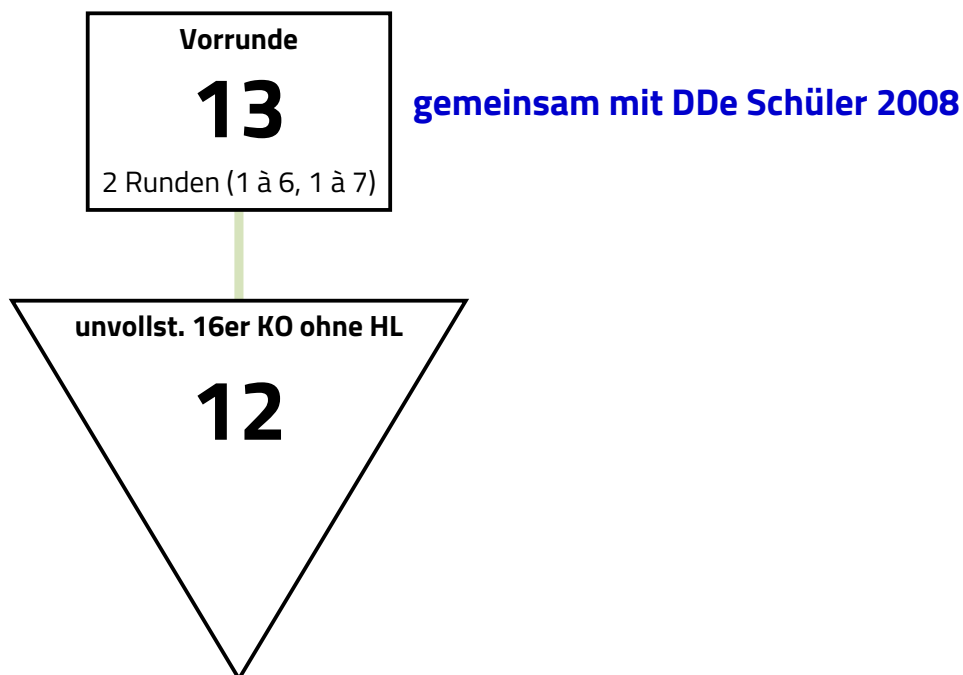 Vorrunde
13
gemeinsam mit DDe Schüler 2008
2 Runden (1 à 6, 1 à 7)
unvollst. 16er KO ohne HL
12